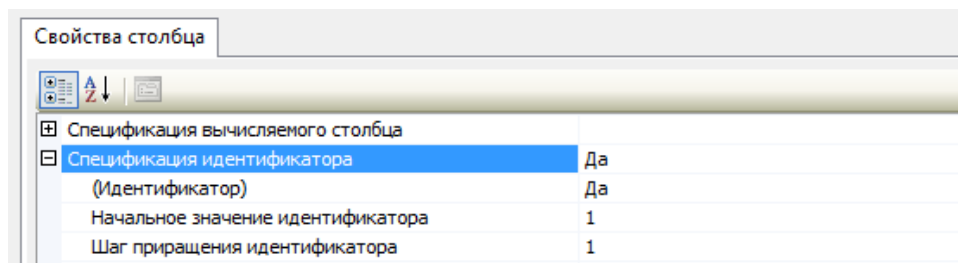 Свойства столбца
A
Z
Спецификация вычисляемого столбца
Спецификация идентификатора Да
(Идентификатор) Да
Начальное значение идентификатора 1
Шаг приращения идентификатора 1